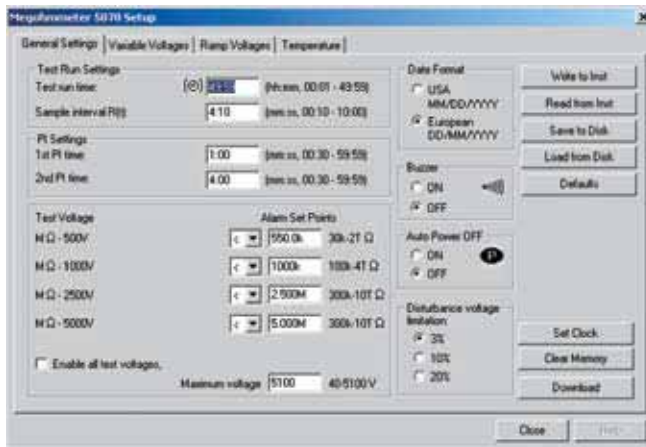 Megohmmeter 5070 Setup
General Settings
Variable Voltages
Ramp Voltages
Temperature
Test Run Settings
Test run time: (hh:mm, 00:01 - 49:59)
Sample interval R(t): 4:10 (mm:ss, 00:10 - 10:00)
PI Settings
1st PI time: 1:00 (mm:ss, 00:30 - 59:59)
2nd PI time: 4:00 (mm:ss, 00:30 - 59:59)
Test Voltage
Alarm Set Points
MΩ - 500V < 550.0k 30k-2T Ω
MΩ - 1000V < 1000k 100k-4T Ω
MΩ - 2500V < 2.500M 300k-10T Ω
MΩ - 5000V < 5.000M 300k-10T Ω
Enable all test voltages,
Maximum voltage 5100 40-5100 V
Date Format
USA
MM/DD/YYYY
European
DD/MM/YYYY
Buzzer
ON
OFF
Auto Power OFF
ON
P
OFF
Disturbance voltage
limitation:
3%
10%
20%
Write to Inst
Read from Inst
Save to Disk
Load from Disk
Defaults
Set Clock
Clear Memory
Download
Close
Help